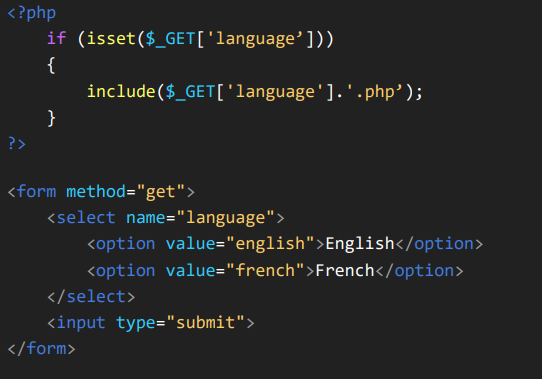 <?php
    if (isset($_GET['language’]))
    {
        include($_GET['language'].'.php’);
    }
?>

<form method="get">
    <select name="language">
        <option value="english">English</option>
        <option value="french">French</option>
    </select>
    <input type="submit">
</form>